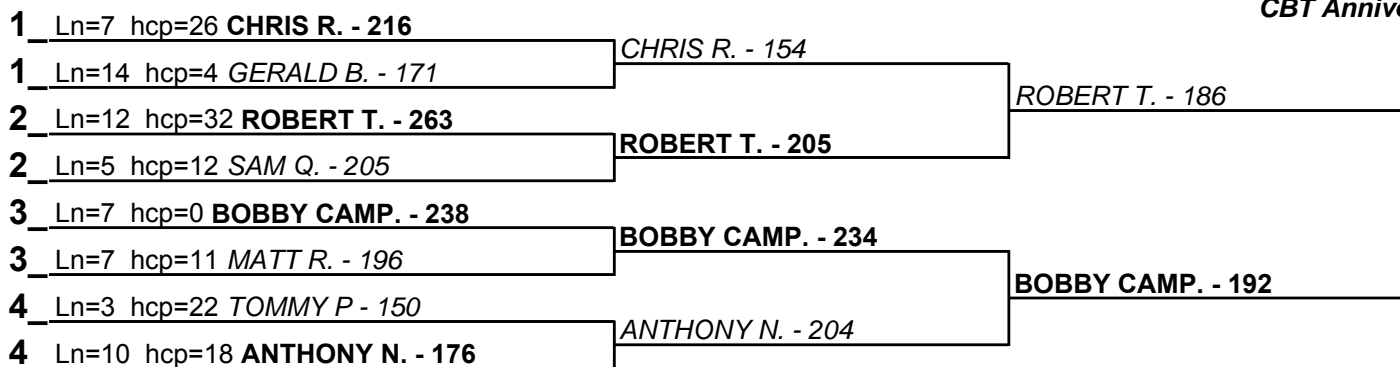 CBT Annive
1_ Ln=7 hcp=26 CHRIS R. - 216
CHRIS R. - 154
1_ Ln=14 hcp=4 GERALD B. - 171
ROBERT T. - 186
2_ Ln=12 hcp=32 ROBERT T. - 263
ROBERT T. - 205
2_ Ln=5 hcp=12 SAM Q. - 205
3_ Ln=7 hcp=0 BOBBY CAMP. - 238
BOBBY CAMP. - 234
3_ Ln=7 hcp=11 MATT R. - 196
BOBBY CAMP. - 192
4_ Ln=3 hcp=22 TOMMY P - 150
ANTHONY N. - 204
4 Ln=10 hcp=18 ANTHONY N. - 176